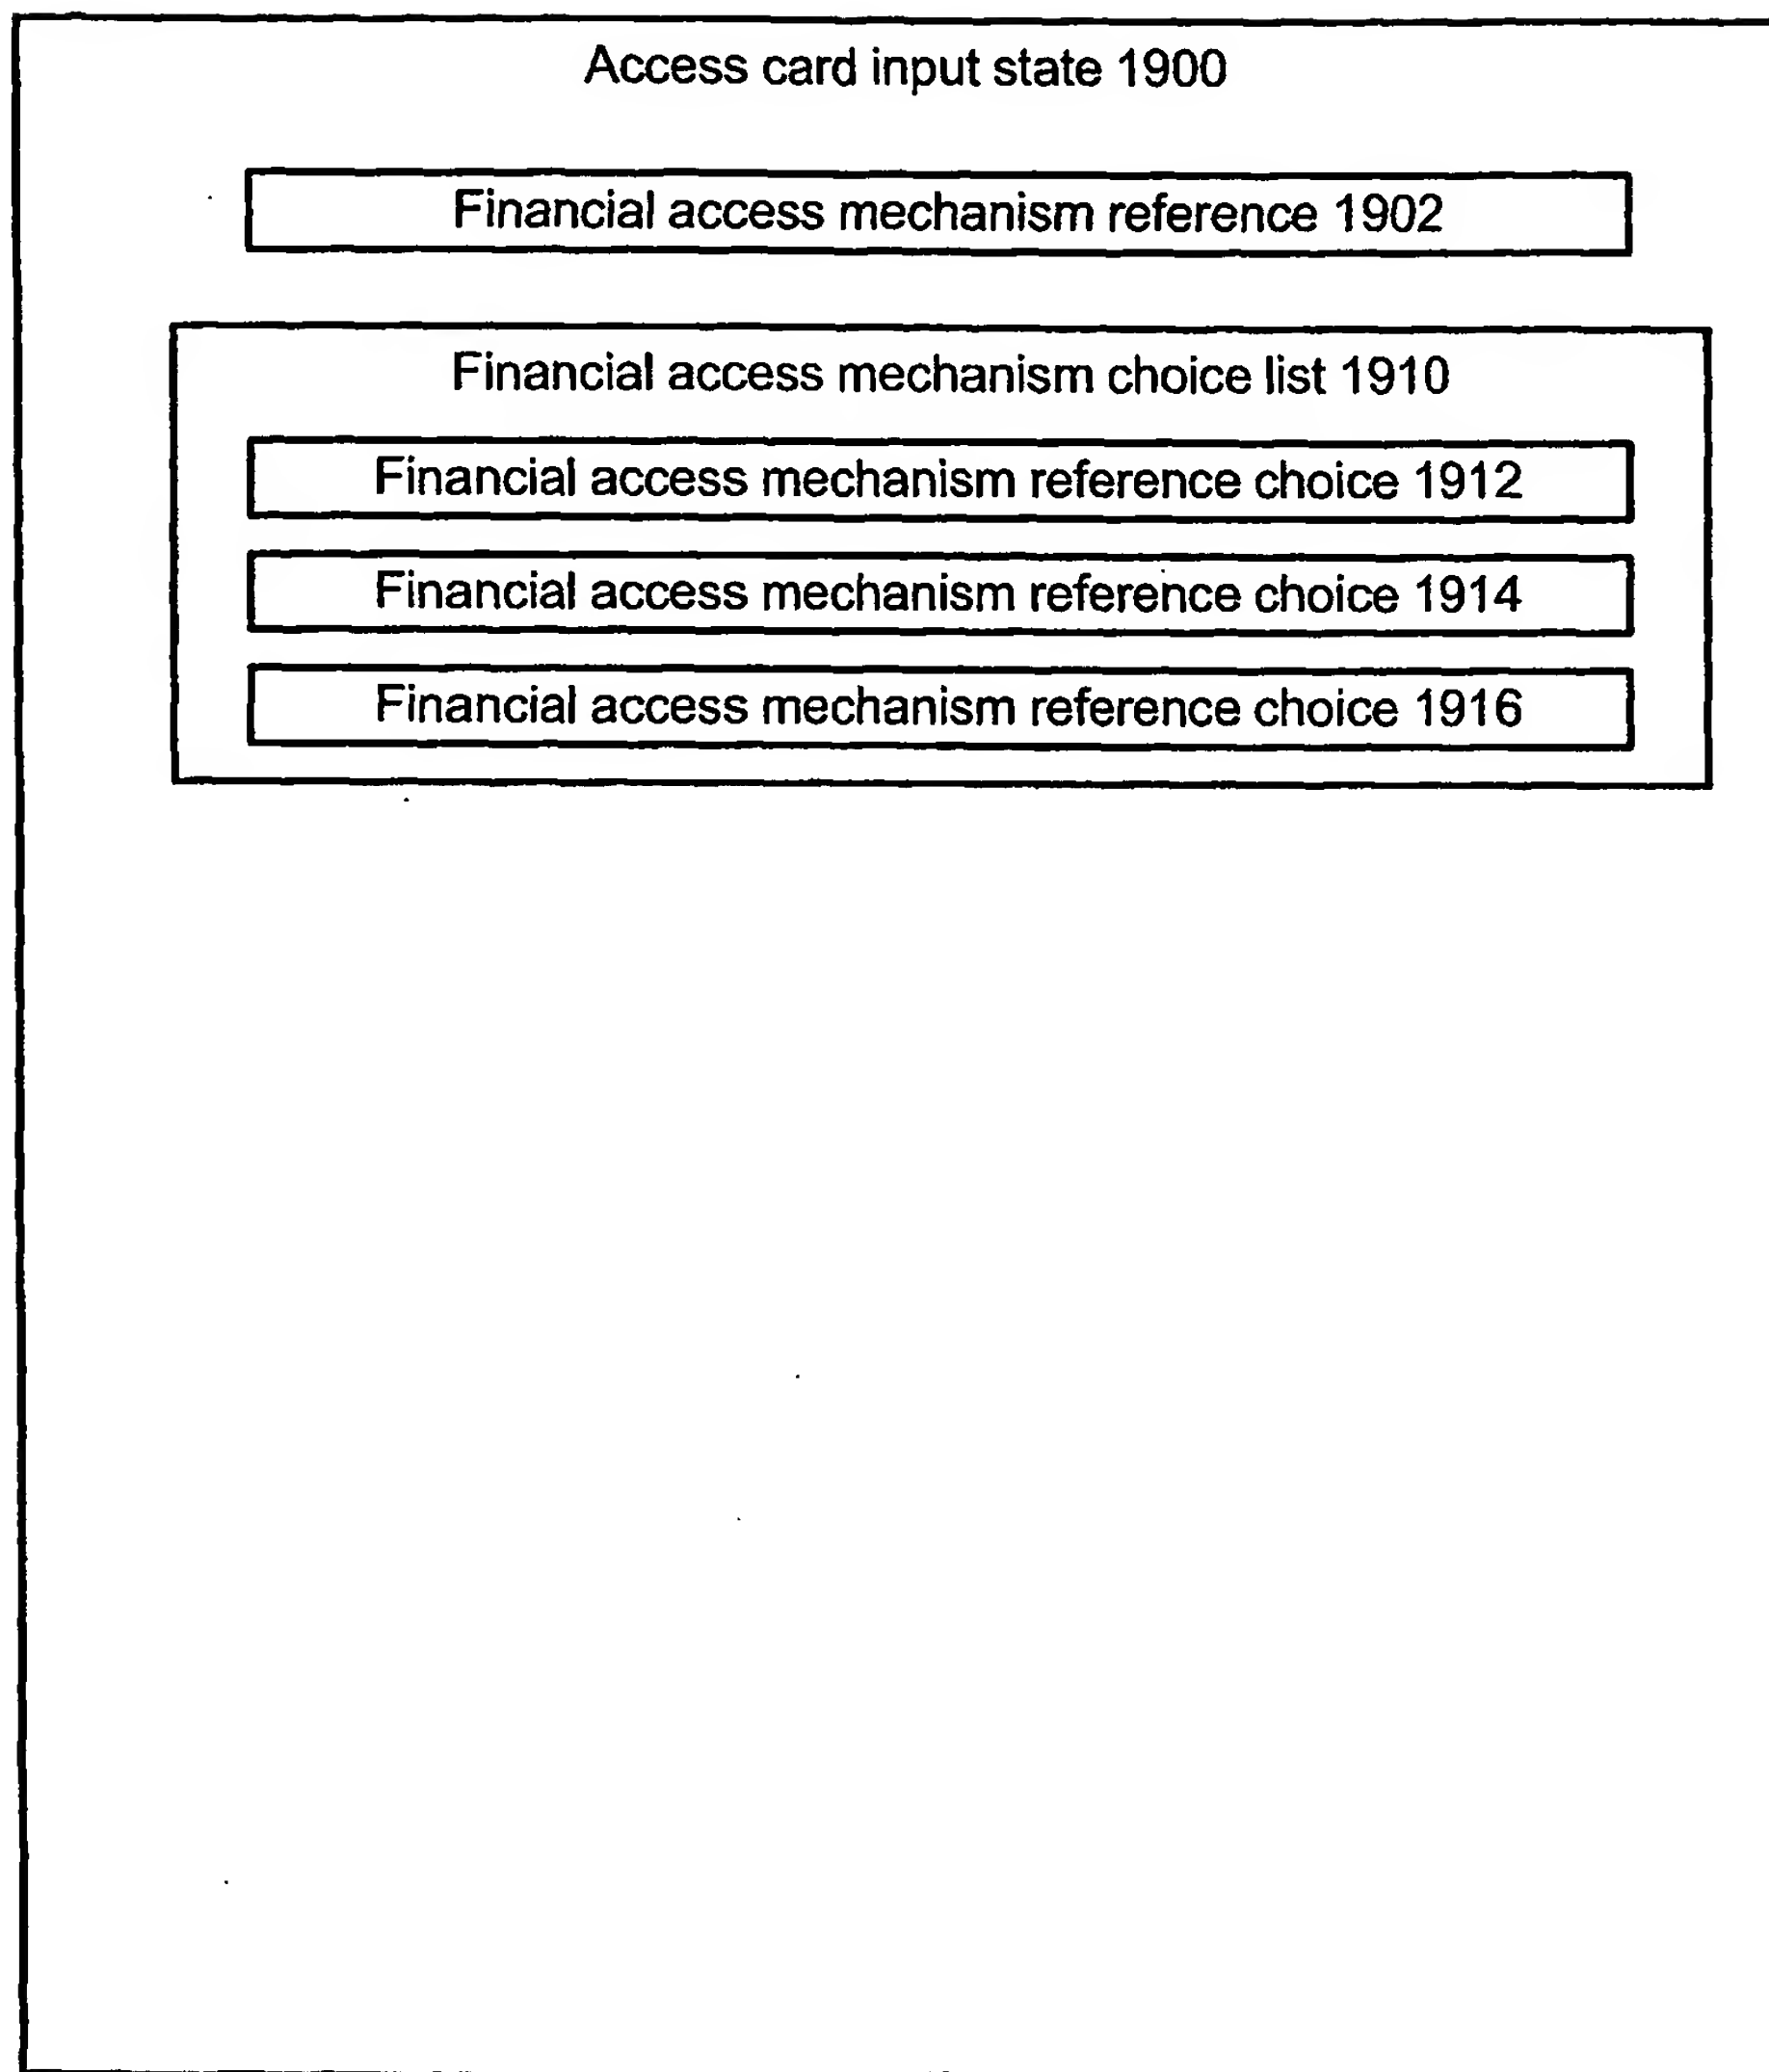 Access card input state 1900
Financial access mechanism reference 1902
Financial access mechanism choice list 1910
Financial access mechanism reference choice 1912
Financial access mechanism reference choice 1914
Financial access mechanism reference choice 1916